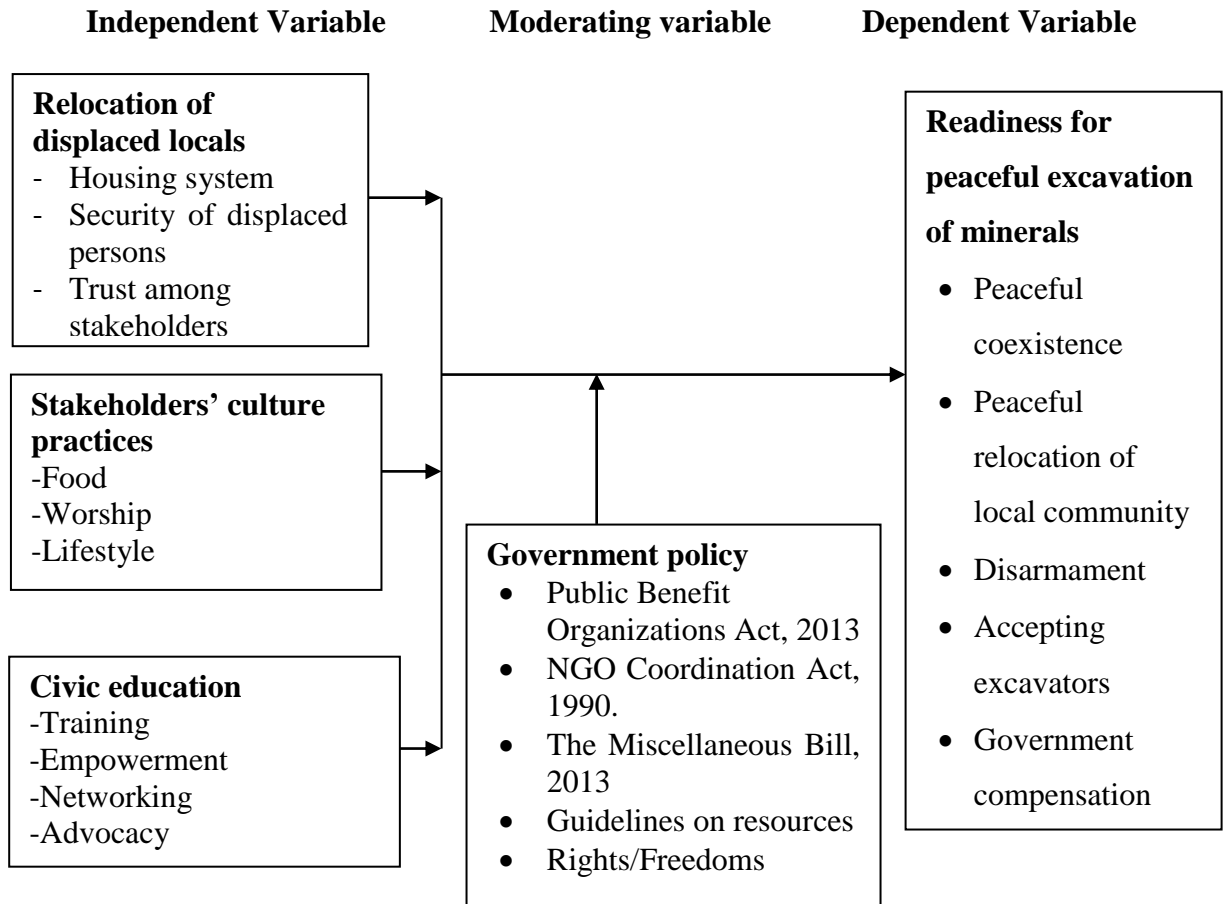 Independent Variable Moderating variable Dependent Variable
Relocation of
displaced locals
- Housing system
- Security of displaced
persons
- Trust among
stakeholders
Stakeholders’ culture
practices
-Food
-Worship
-Lifestyle
Civic education
-Training
-Empowerment
-Networking
-Advocacy
Government policy
• Public Benefit
Organizations Act, 2013
• NGO Coordination Act,
1990.
• The Miscellaneous Bill,
2013
• Guidelines on resources
• Rights/Freedoms
Readiness for
peaceful excavation
of minerals
• Peaceful
coexistence
• Peaceful
relocation of
local community
• Disarmament
• Accepting
excavators
• Government
compensation